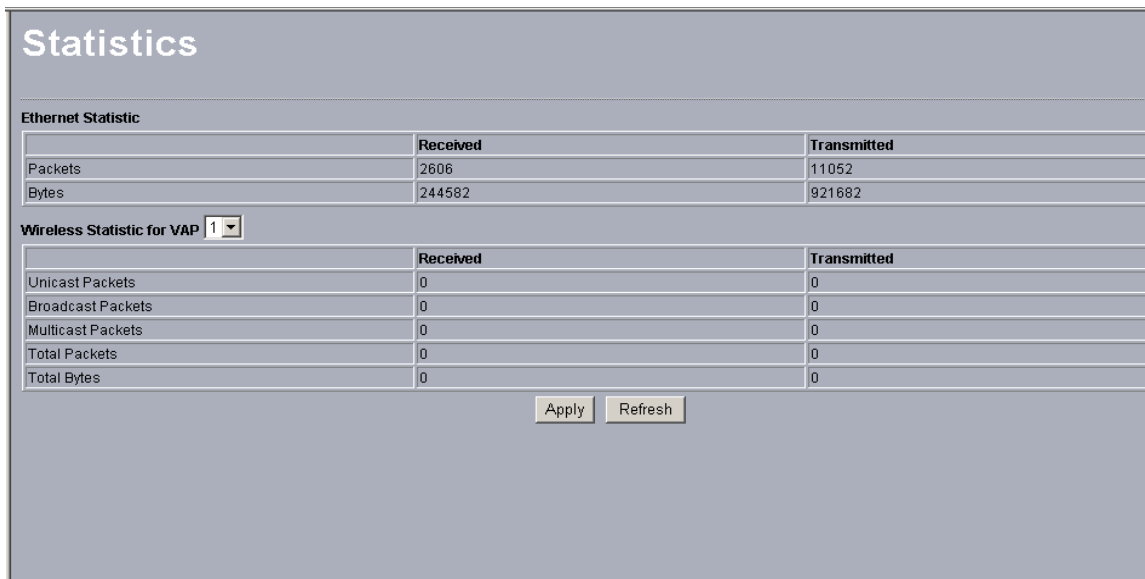 Statistics
Ethernet Statistic
Received Transmitted
Packets 2606 11052
Bytes 244582 921682
Wireless Statistic for VAP 1
Received Transmitted
Unicast Packets 0 0
Broadcast Packets 0 0
Multicast Packets 0 0
Total Packets 0 0
Total Bytes 0 0
Apply Refresh